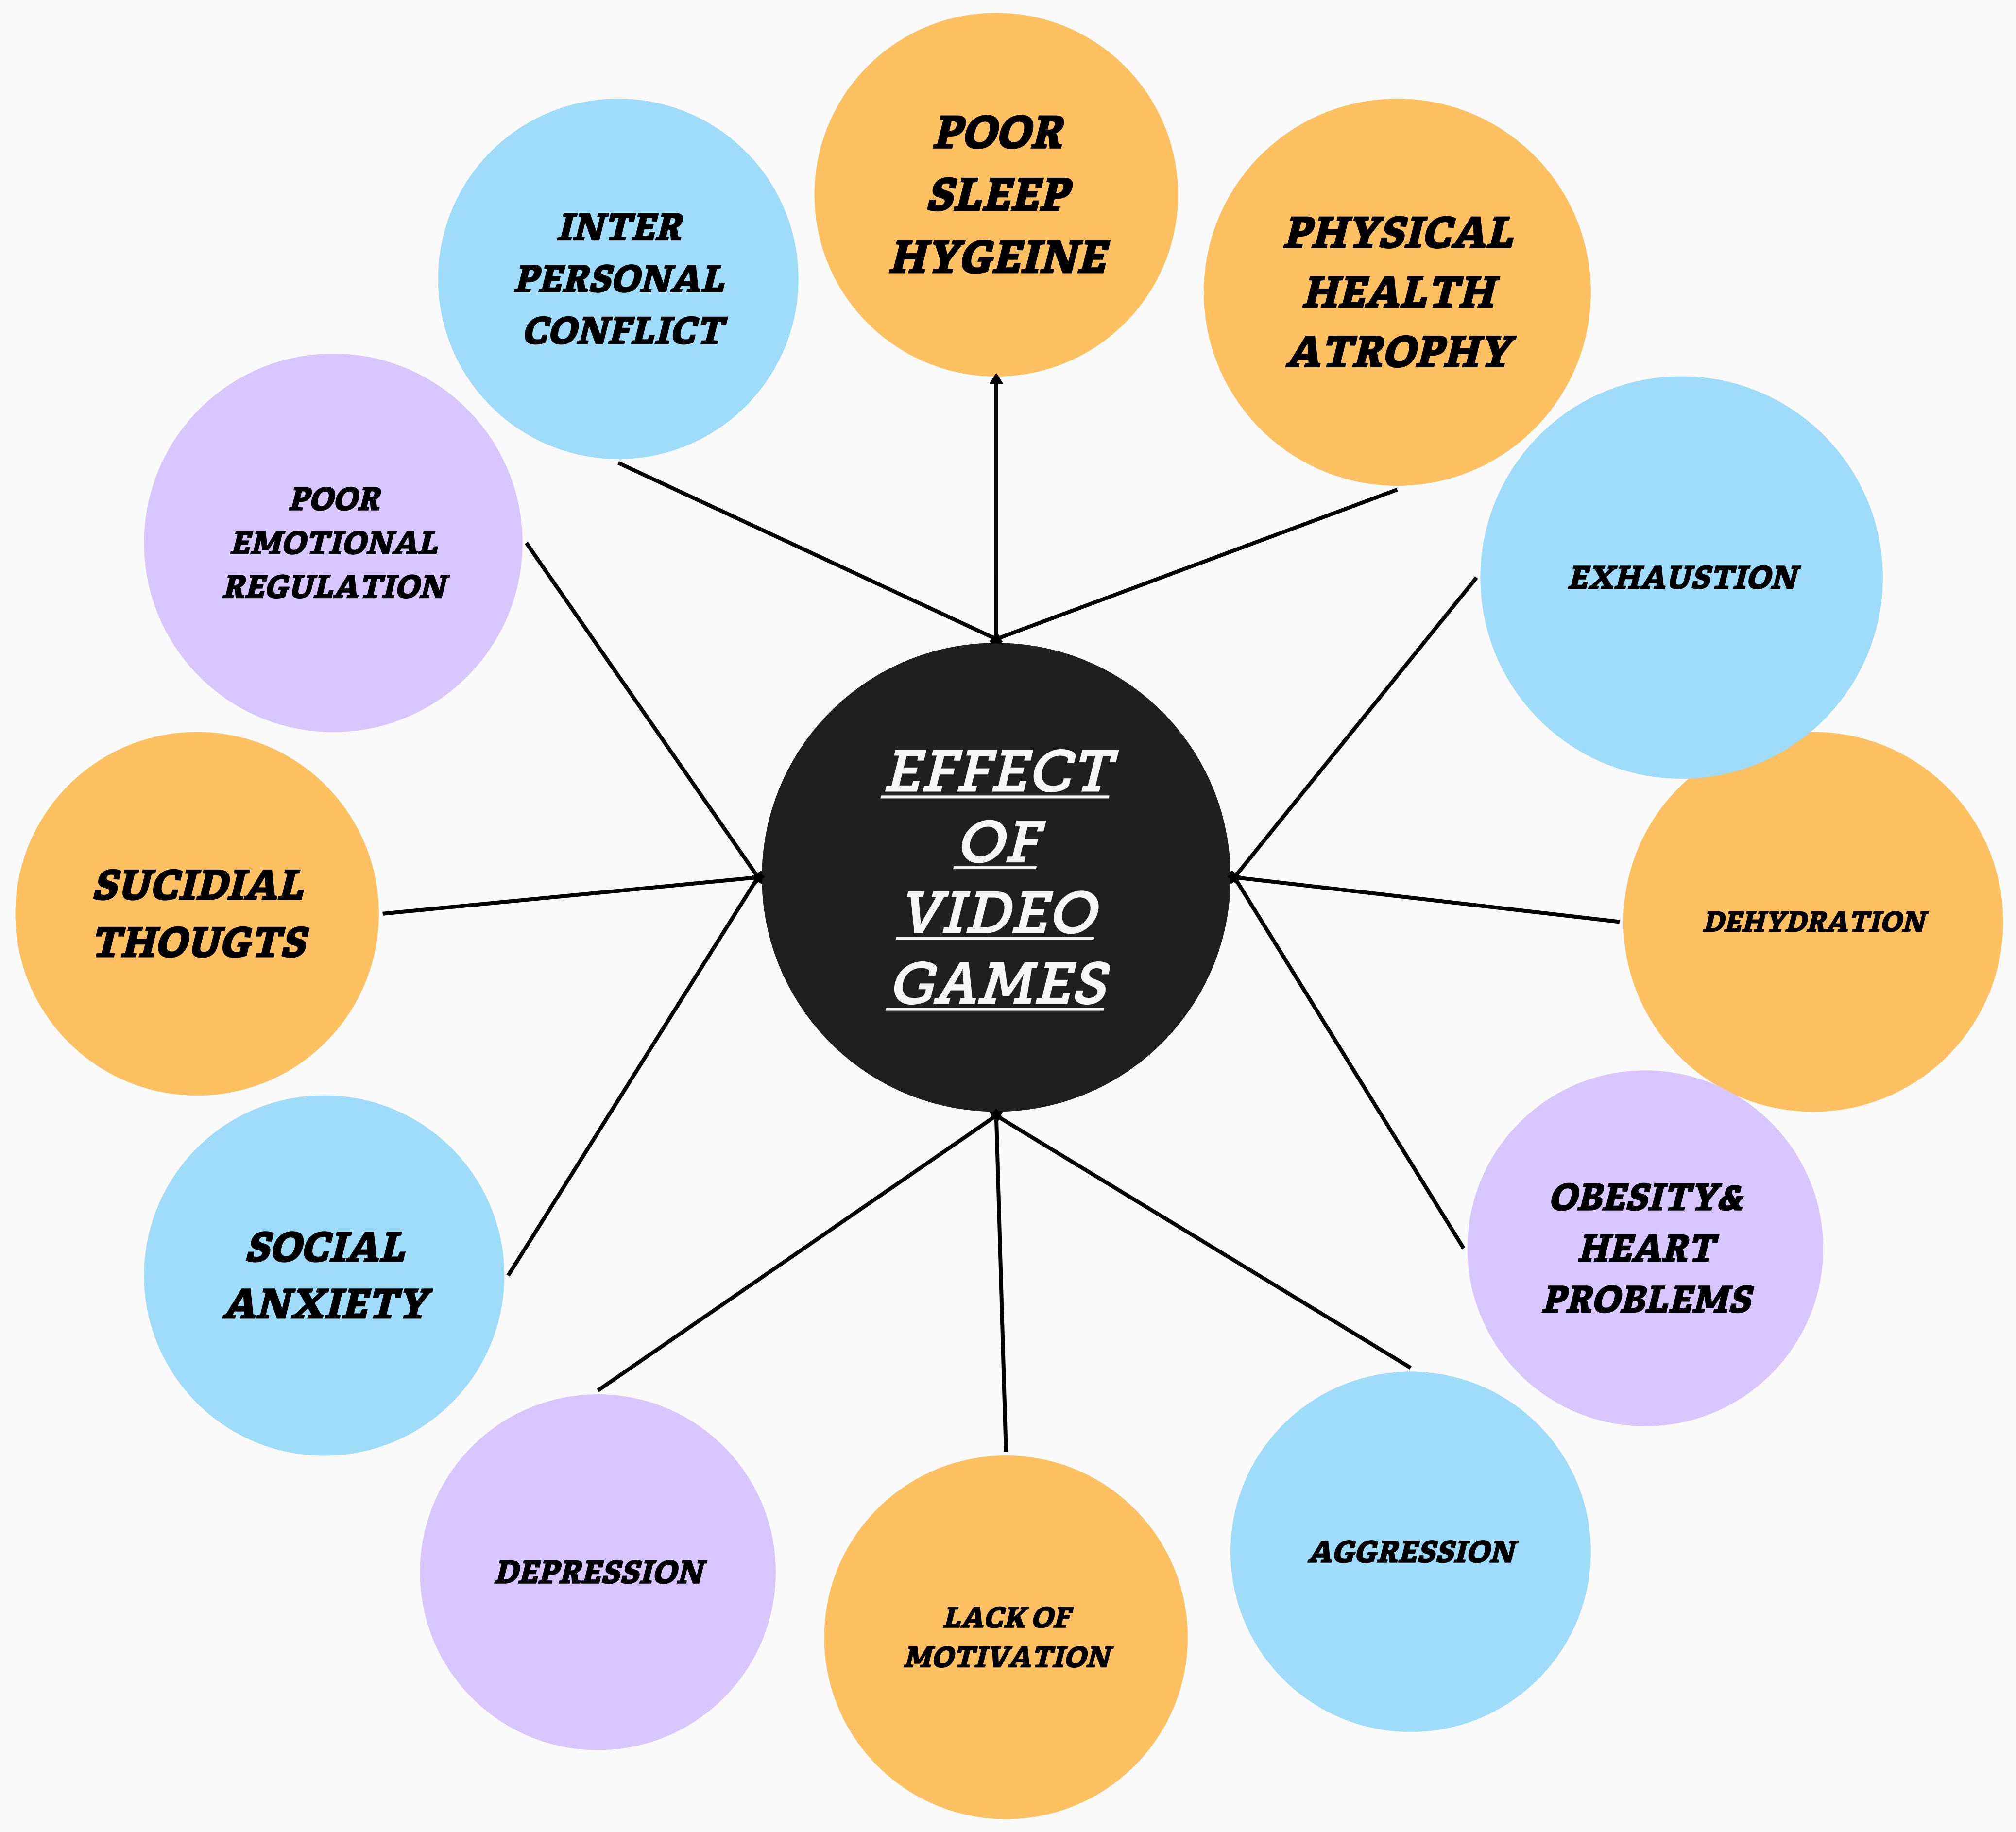 POOR
SLEEP
HYGEINE
INTER
PERSONAL
CONFLICT
PHYSICAL
HEALTH
ATROPHY
POOR
EMOTIONAL
REGULATION
EXHAUSTION
EFFECT
OF
VIDEO
GAMES
SUCIDIAL
THOUGTS
DEHYDRATION
SOCIAL
ANXIETY
OBESITY&
HEART
PROBLEMS
DEPRESSION
LACK OF
MOTIVATION
AGGRESSION